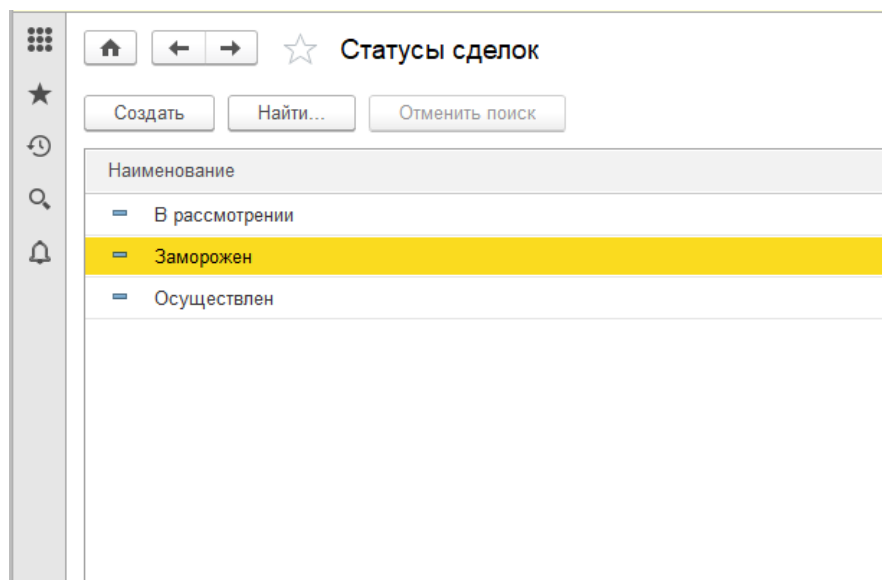 Статусы сделок
Создать Найти... Отменить поиск
Наименование
В рассмотрении
Заморожен
Осуществлен